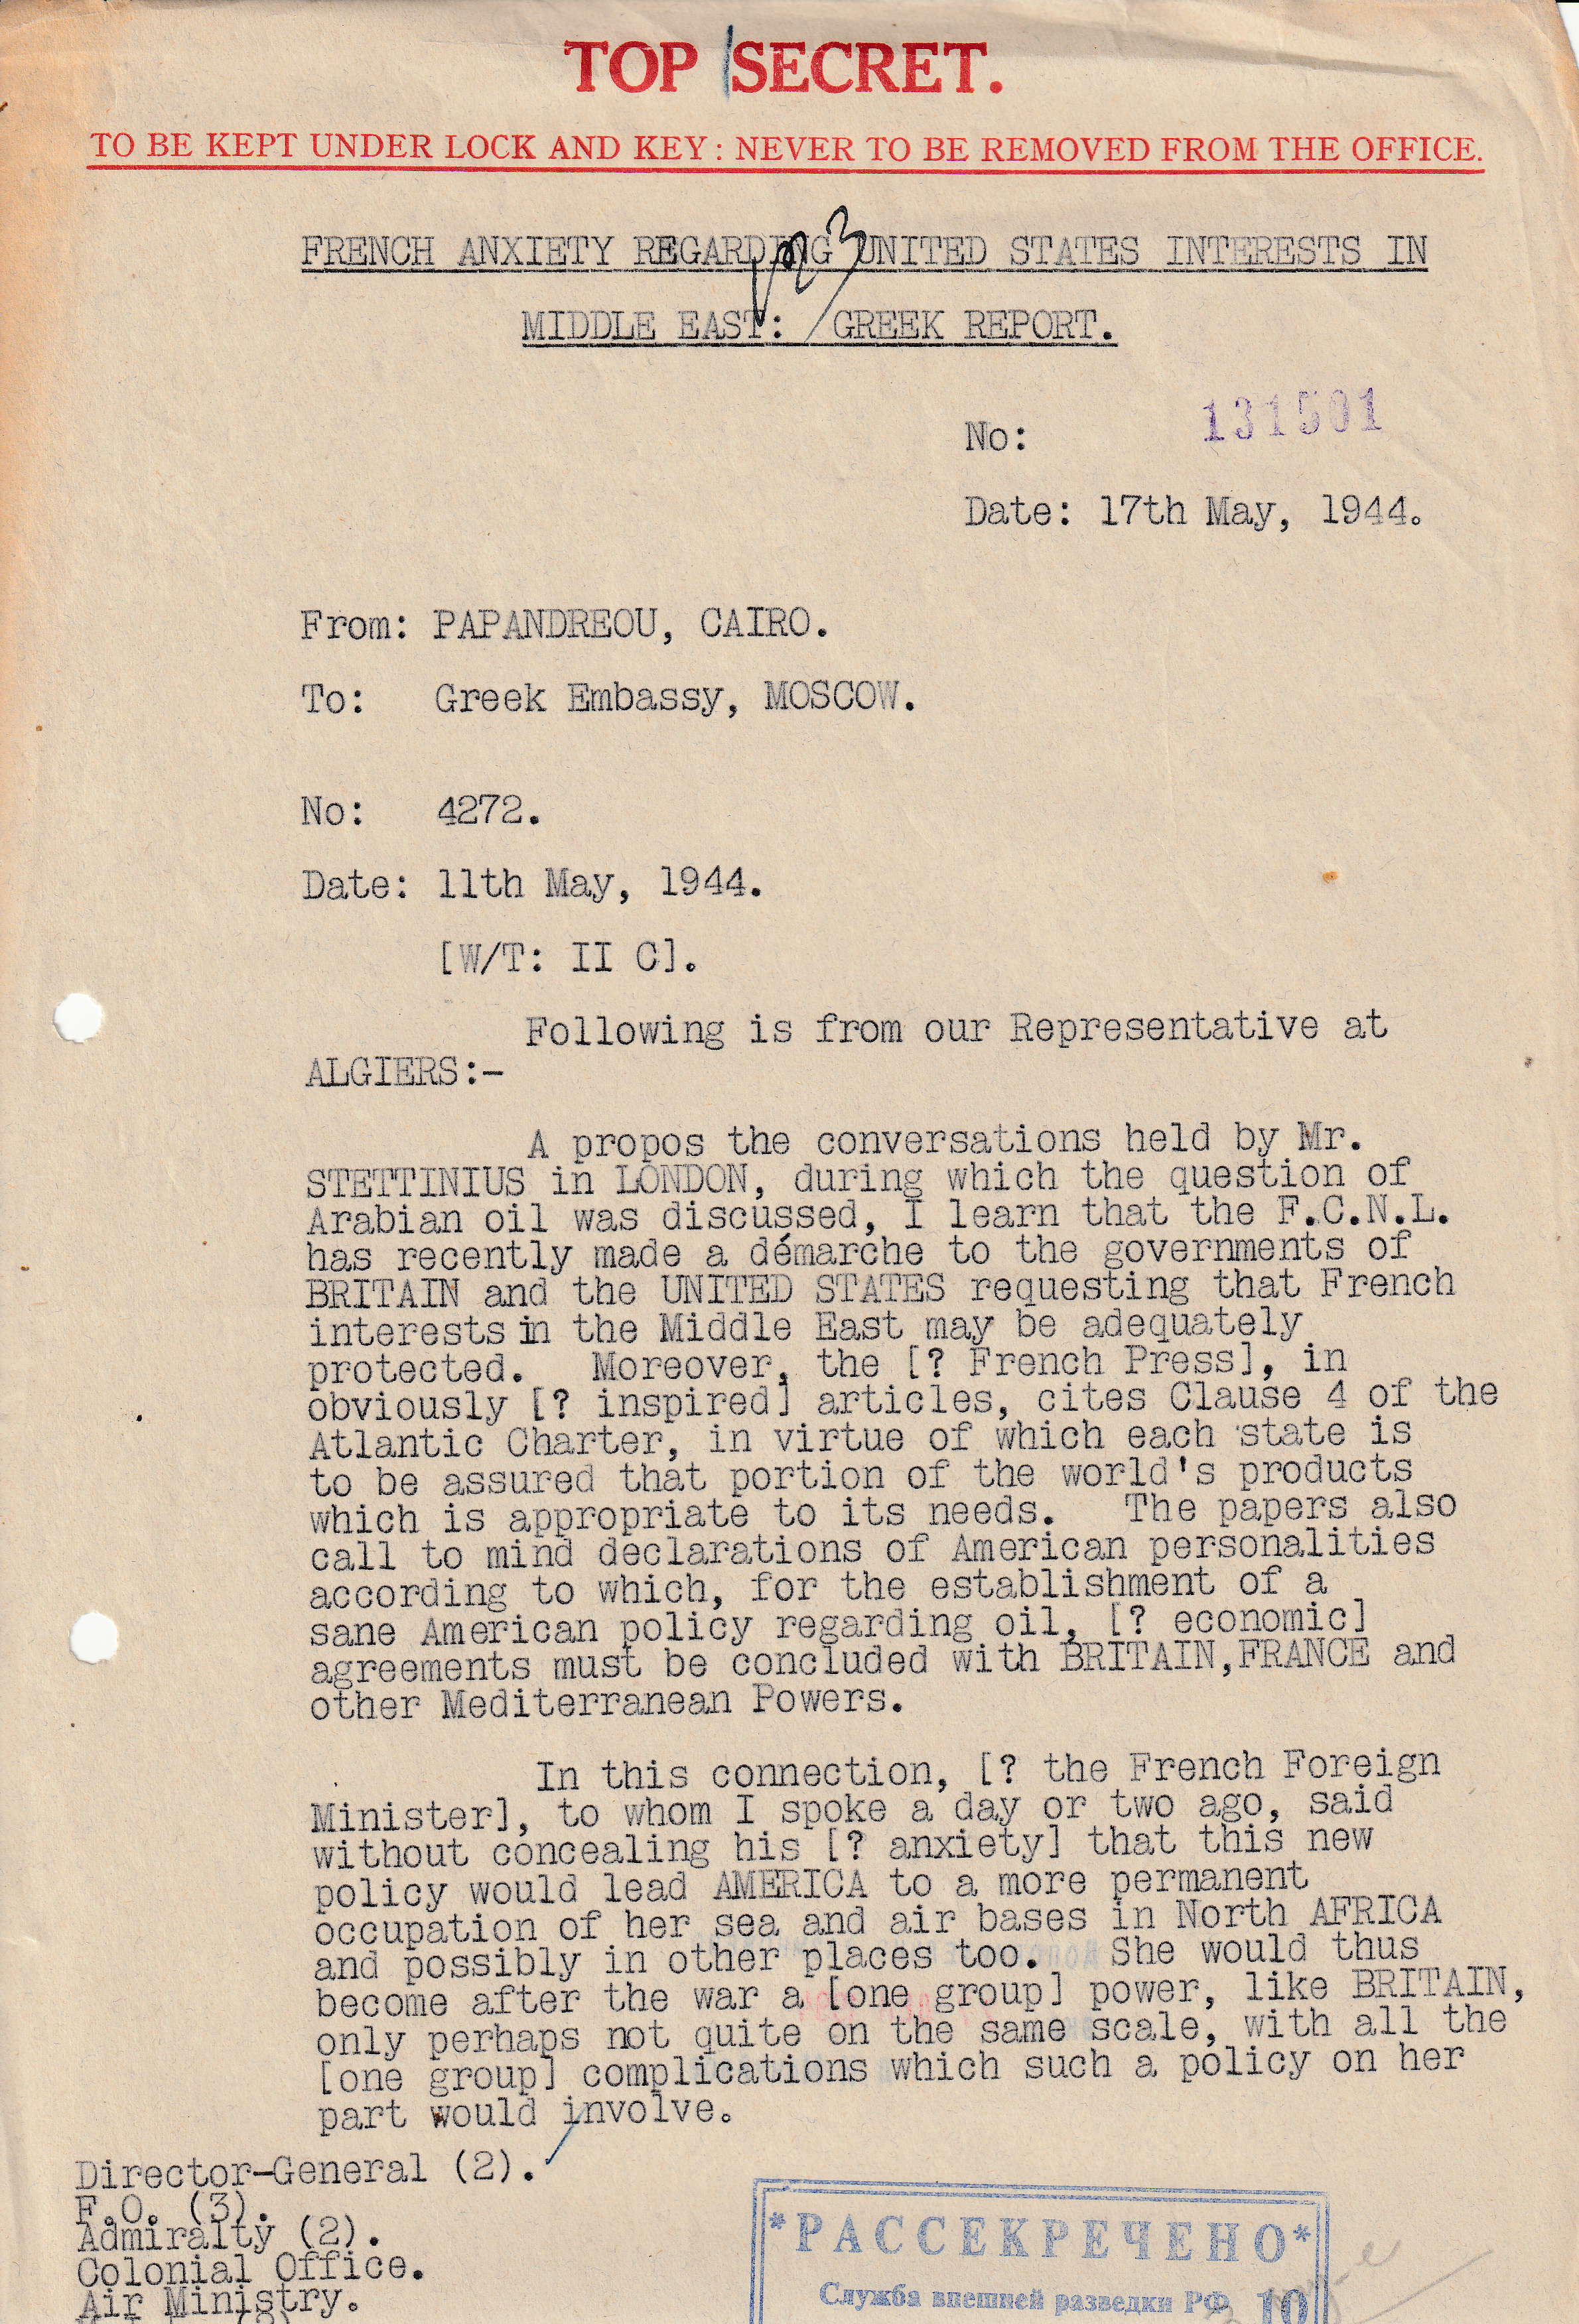 TOP SECRET.
TO BE KEPT UNDER LOCK AND KEY: NEVER TO BE REMOVED FROM THE OFFICE.
FRENCH ANXIETY REGARDING UNITED STATES INTERESTS IN
MIDDLE EAST: /GREEK REPORT.
No: 131501
Date: 17th May, 1944.
From: PAPANDREOU, CAIRO.
To: Greek Embassy, MOSCOW.
No: 4272.
Date: 11th May, 1944.
[W/T: II C].
Following is from our Representative at
ALGIERS:-
A propos the conversations held by Mr.
STETTINIUS in LONDON, during which the question of
Arabian oil was discussed, I learn that the F.C.N.L.
has recently made a démarche to the governments of
BRITAIN and the UNITED STATES requesting that French
interests in the Middle East may be adequately
protected. Moreover, the [? French Press], in
obviously [? inspired] articles, cites Clause 4 of the
Atlantic Charter, in virtue of which each state is
to be assured that portion of the world's products
which is appropriate to its needs. The papers also
call to mind declarations of American personalities
according to which, for the establishment of a
sane American policy regarding oil, [? economic]
agreements must be concluded with BRITAIN,FRANCE and
other Mediterranean Powers.
In this connection, [? the French Foreign
Minister], to whom I spoke a day or two ago, said
without concealing his [? anxiety] that this new
policy would lead AMERICA to a more permanent
occupation of her sea and air bases in North AFRICA
and possibly in other places too. She would thus
become after the war a [one group] power, like BRITAIN,
only perhaps not quite on the same scale, with all the
[one group] complications which such a policy on her
part would involve.
Director-General (2).
F.O. (3).
Admiralty (2).
Colonial Office.
Air Ministry.
*РАССЕКРЕЧЕНО*
Служба внешней разведки РФ 10